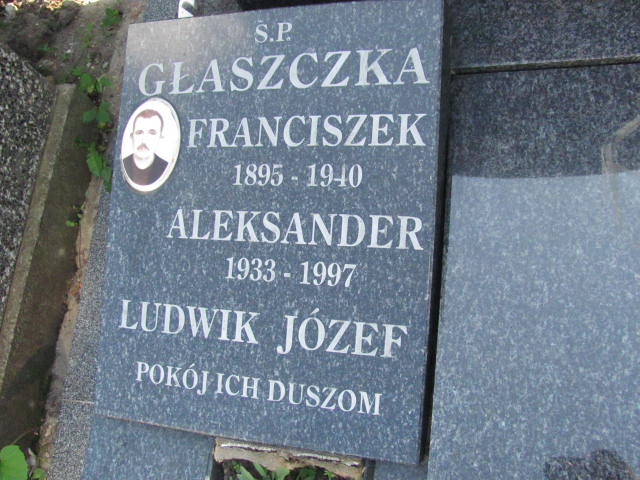 Ś.P.
GŁASZCZKA
FRANCISZEK
1895 - 1940
ALEKSANDER
1933 - 1997
LUDWIK JÓZEF
POKÓJ ICH DUSZOM